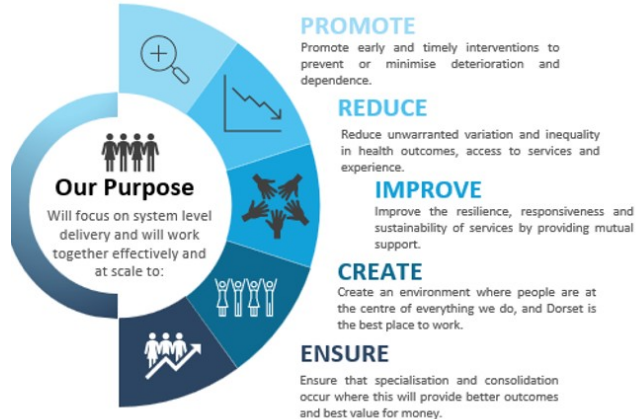 Our Purpose
Will focus on system level
delivery and will work
together effectively and
at scale to:
PROMOTE
Promote early and timely interventions to
prevent or minimise deterioration and
dependence.
REDUCE
Reduce unwarranted variation and inequality
in health outcomes, access to services and
experience.
IMPROVE
Improve the resilience, responsiveness and
sustainability of services by providing mutual
support.
CREATE
Create an environment where people are at
the centre of everything we do, and Dorset is
the best place to work.
ENSURE
Ensure that specialisation and consolidation
occur where this will provide better outcomes
and best value for money.